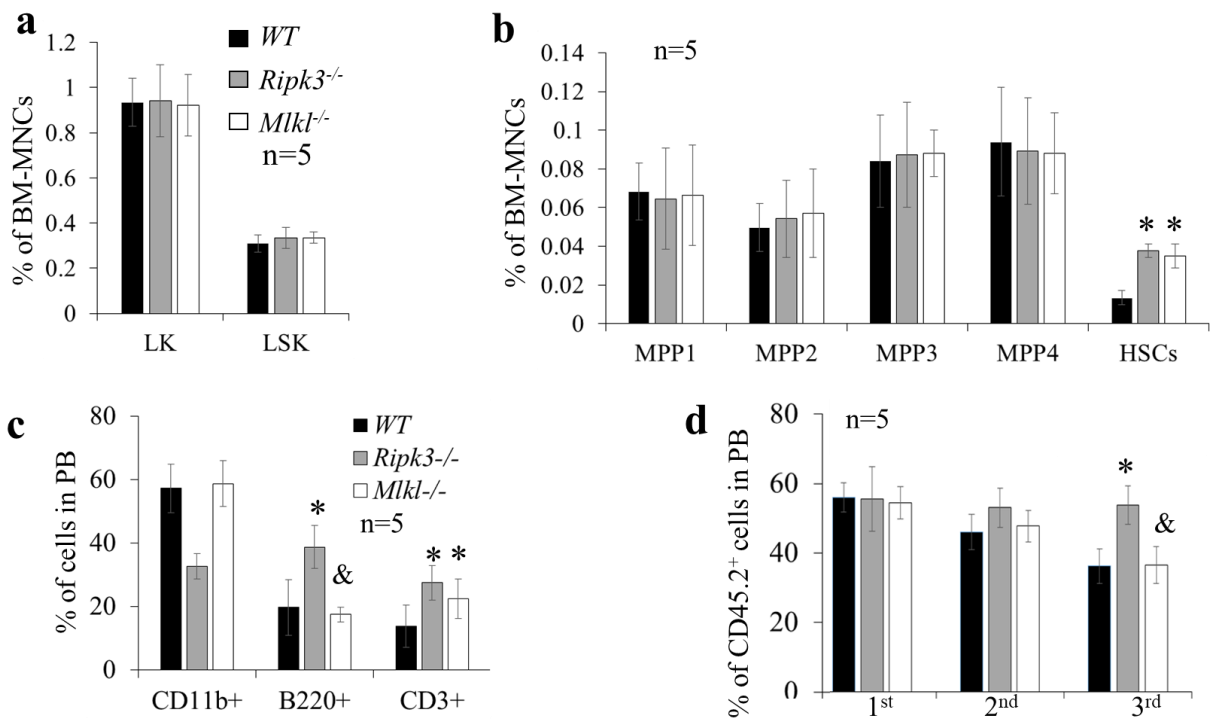 a
% of BM-MNCs
1.2
1
0.8
0.6
0.4
0.2
0
WT
Ripk3-/-
Mlkl-/-
n=5
LK LSK
b
% of BM-MNCs
0.14
0.12
0.1
0.08
0.06
0.04
0.02
0
n=5
* *
MPP1 MPP2 MPP3 MPP4 HSCs
c
% of cells in PB
80
60
40
20
0
WT
Ripk3-/-
Mlkl-/-
n=5
* & * *
CD11b+ B220+ CD3+
d
% of CD45.2+ cells in PB
80
60
40
20
0
n=5
* &
1st 2nd 3rd